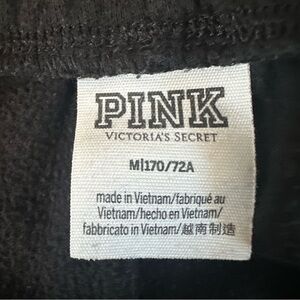 PINK
VICTORIA'S SECRET
M|170/72A
made in Vietnam/fabriqué au
Vietnam/hecho en Vietnam/
fabbricato in Vietnam/越南制造